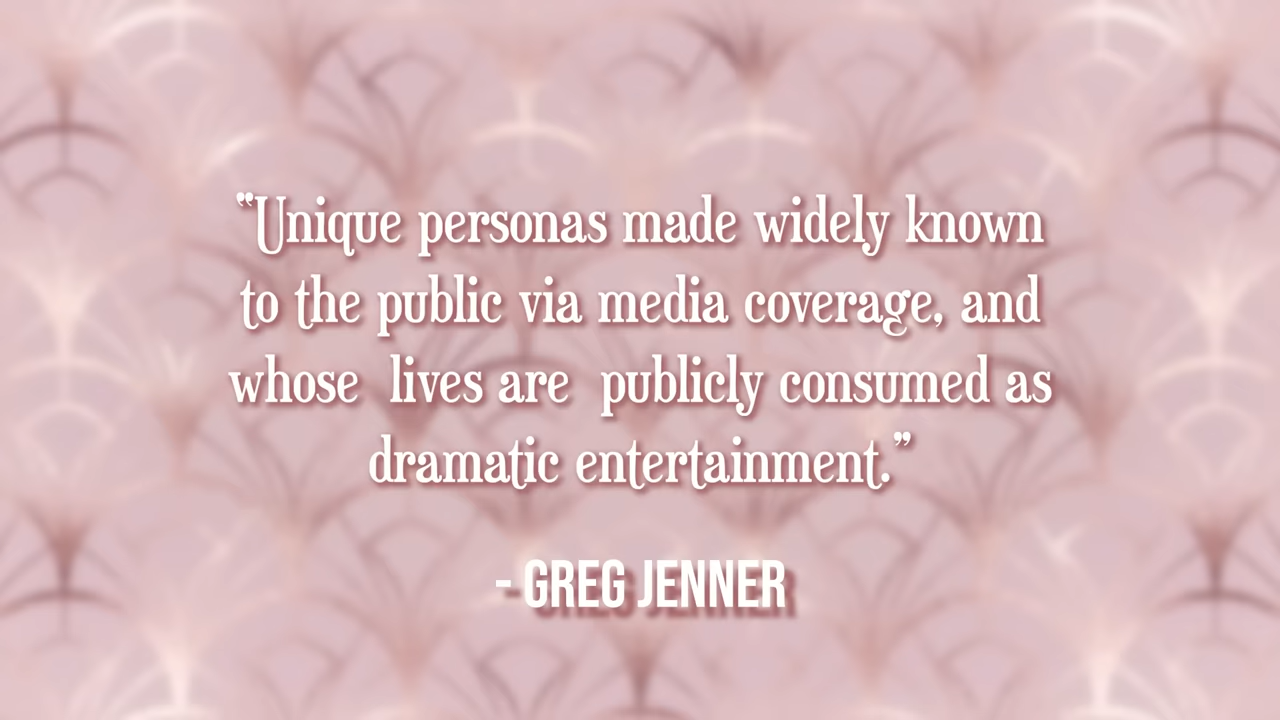 “Unique personas made widely known
to the public via media coverage, and
whose  lives are  publicly consumed as
dramatic entertainment.”
- GREG JENNER